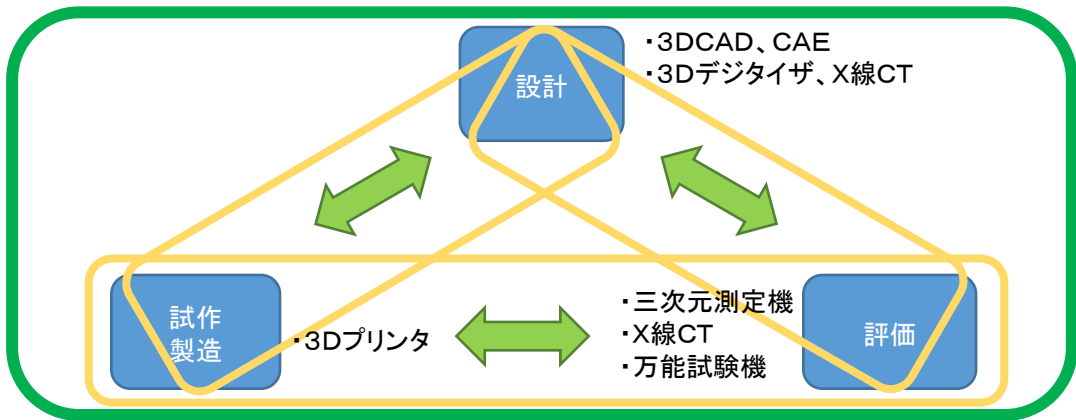 設計
・3DCAD、CAE
・3Dデジタイザ、X線CT
試作
製造
・3Dプリンタ
・三次元測定機
・X線CT
・万能試験機
評価